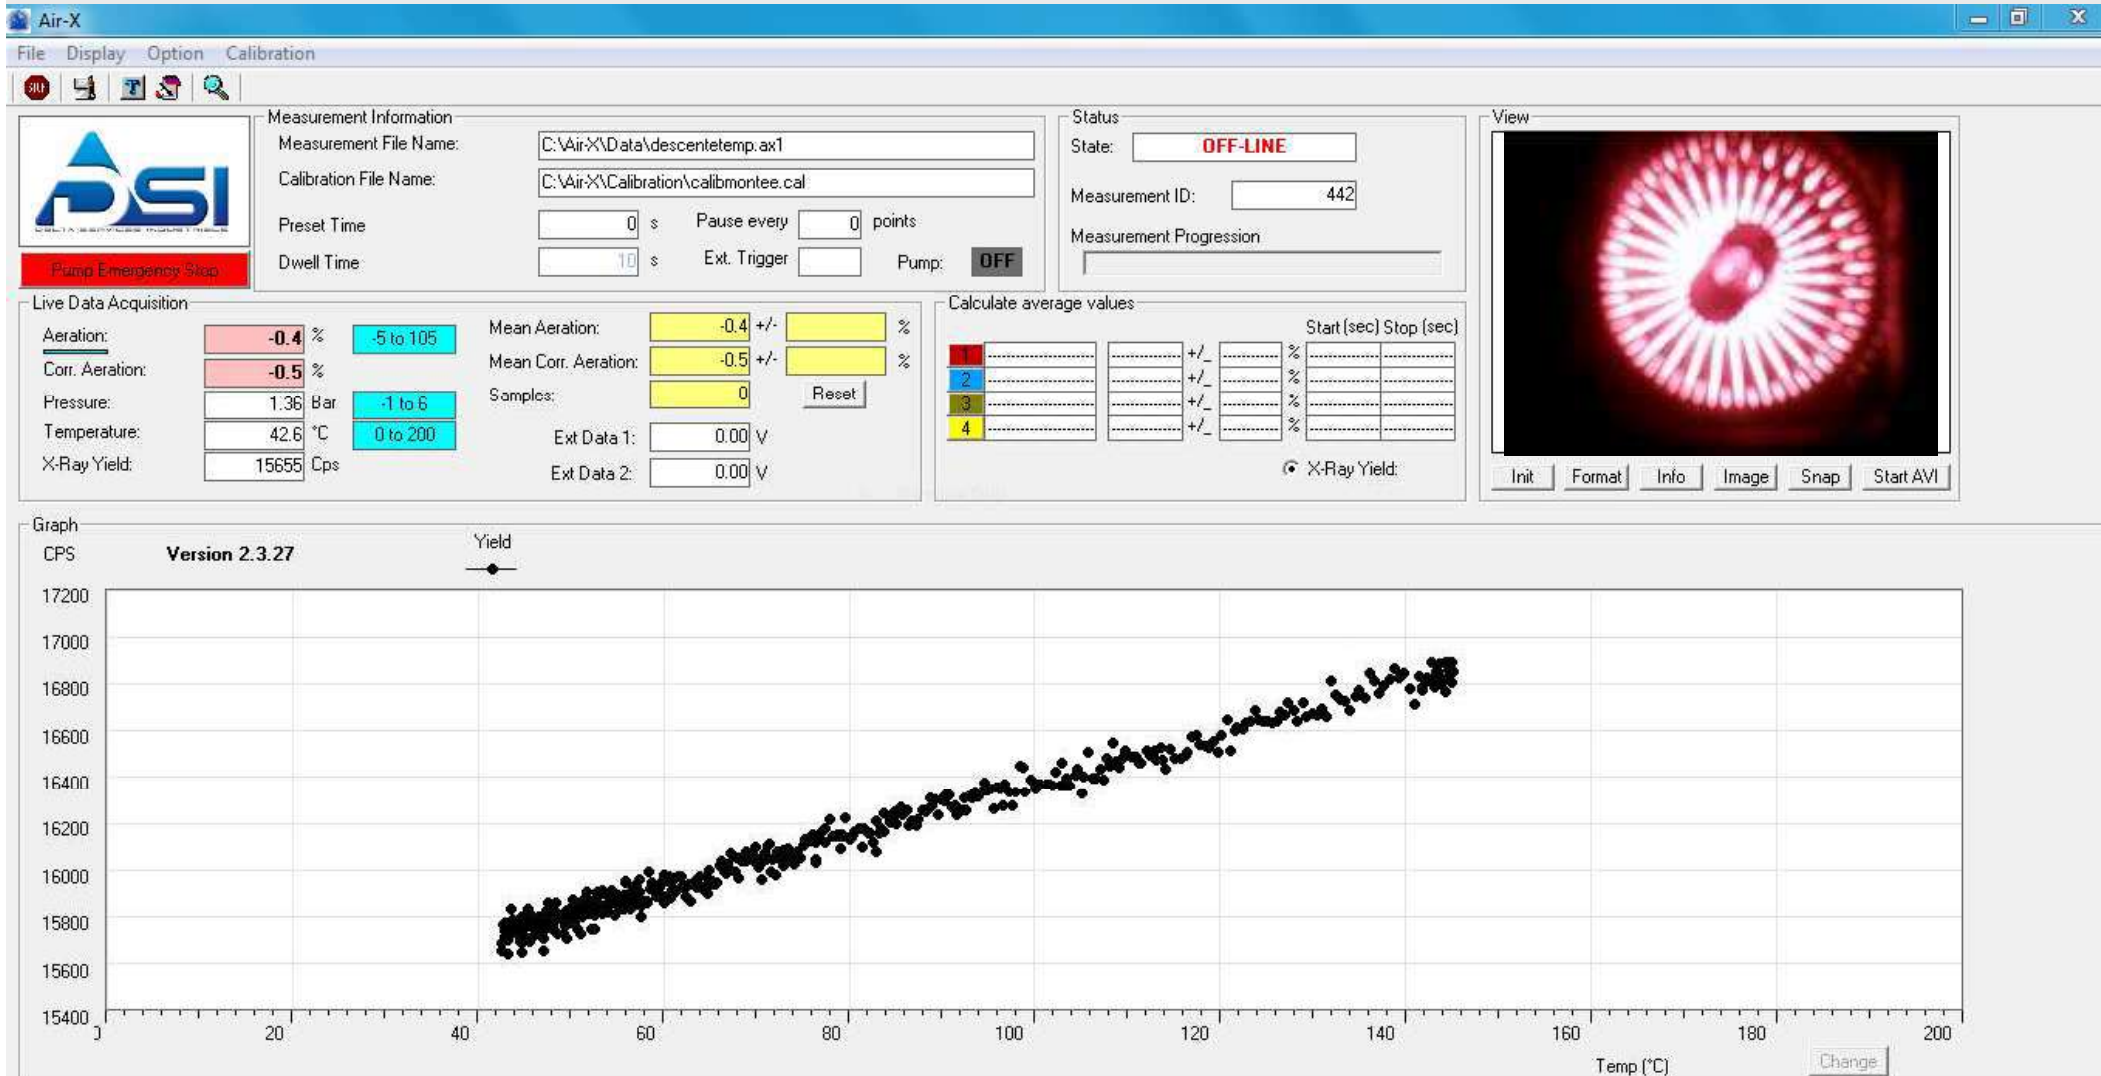 Air-X
File Display Option Calibration
DSI
Pump Emergency Stop
Measurement Information
Measurement File Name: C:\Air-X\Data\descentetemp.ax1
Calibration File Name: C:\Air-X\Calibration\calibmontee.cal
Preset Time 0 s Pause every 0 points
Dwell Time 10 s Ext. Trigger Pump: OFF
Status
State: OFF-LINE
Measurement ID: 442
Measurement Progression
View
Init Format Info Image Snap Start AVI
Live Data Acquisition
Aeration: -0.4 % -5 to 105
Corr. Aeration: -0.5 %
Pressure: 1.36 Bar -1 to 6
Temperature: 42.6 °C 0 to 200
X-Ray Yield: 15655 Cps
Mean Aeration: -0.4 +/- %
Mean Corr. Aeration: -0.5 +/- %
Samples: 0 Reset
Ext Data 1: 0.00 V
Ext Data 2: 0.00 V
Calculate average values
Start (sec) Stop (sec)
1 +/_ %
2 +/_ %
3 +/_ %
4 +/_ %
X-Ray Yield:
Graph
CPS Version 2.3.27 Yield
17200
17000
16800
16600
16400
16200
16000
15800
15600
15400
20 40 60 80 100 120 140 160 180 200
Temp (°C) Change